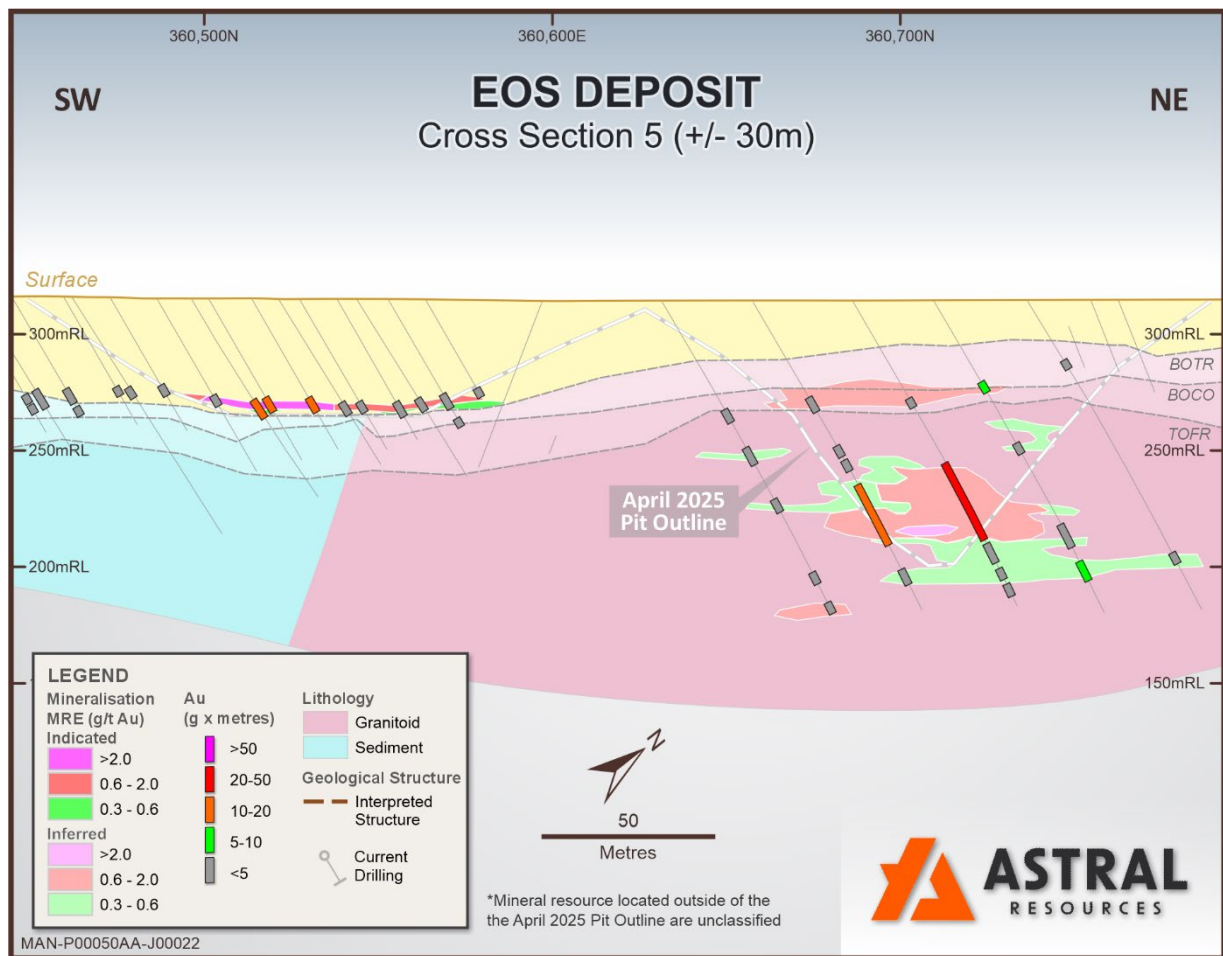 360,500N
360,600E
360,700N
SW
EOS DEPOSIT
NE
Cross Section 5 (+/- 30m)
Surface
300mRL
300mRL
BOTR
BOCO
TOFR
250mRL
250mRL
April 2025
Pit Outline
200mRL
200mRL
150mRL
LEGEND
Mineralisation
MRE (g/t Au)
Indicated
>2.0
0.6 - 2.0
0.3 - 0.6
Inferred
>2.0
0.6 - 2.0
0.3 - 0.6
Au
(g x metres)
>50
20-50
10-20
5-10
<5
Lithology
Granitoid
Sediment
Geological Structure
Interpreted
Structure
Current
Drilling
N
50
Metres
*Mineral resource located outside of the
the April 2025 Pit Outline are unclassified
ASTRAL
RESOURCES
MAN-P00050AA-J00022